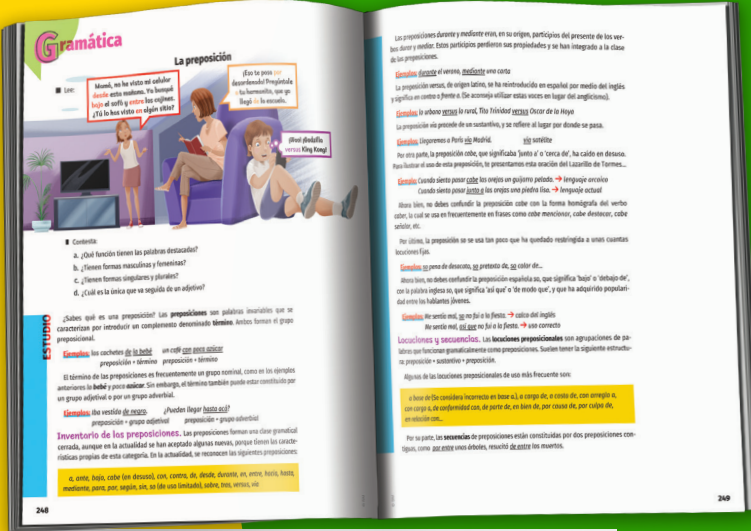 Gramática
La preposición
Lee:
Mamá, no he visto mi celular
desde esta mañana. Ya busqué
bajo el sofá y entre los cojines.
¿Tú lo has visto en algún sitio?
¡Eso te pasa por
desordenada! Pregúntale
a tu hermanito, que ya
llegó de la escuela.
¡Godzilla
versus King Kong!
Contesta:
a. ¿Qué función tienen las palabras destacadas?
b. ¿Tienen formas masculinas y femeninas?
c. ¿Tienen formas singulares y plurales?
d. ¿Cuál es la única que va seguida de un adjetivo?
ESTUDIO
¿Sabes qué es una preposición? Las preposiciones son palabras invariables que se
caracterizan por introducir un complemento denominado término. Ambos forman el grupo
preposicional.
Ejemplos: los cachetes de la bebé un café con poco azúcar
preposición + término preposición + término
El término de las preposiciones es frecuentemente un grupo nominal, como en los ejemplos
anteriores la bebé y poco azúcar. Sin embargo, el término también puede estar constituido por
un grupo adjetival o por un grupo adverbial.
Ejemplos: iba vestida de negro. ¿Pueden llegar hasta acá?
preposición + grupo adjetival preposición + grupo adverbial
Inventario de las preposiciones. Las preposiciones forman una clase gramatical
cerrada, aunque en la actualidad se han aceptado algunas nuevas, porque tienen las caracte-
rísticas propias de esta categoría. En la actualidad, se reconocen las siguientes preposiciones:
a, ante, bajo, cabe (en desuso), con, contra, de, desde, durante, en, entre, hacia, hasta,
mediante, para, por, según, sin, so (de uso limitado), sobre, tras, versus, vía
248
Las preposiciones durante y mediante eran, en su origen, participios del presente de los ver-
bos durar y mediar. Estos participios perdieron sus propiedades y se han integrado a la clase
de las preposiciones.
Ejemplos: durante el verano, mediante una carta
La preposición versus, de origen latino, se ha reintroducido en español por medio del inglés
y significa en contra o frente a. (Se aconseja utilizar estas voces en lugar del anglicismo).
Ejemplos: lo urbano versus lo rural, Tito Trinidad versus Oscar de la Hoya
La preposición vía procede de un sustantivo, y se refiere al lugar por donde se pasa.
Ejemplos: Llegaremos a París vía Madrid. vía satélite
Por otra parte, la preposición cabe, que significaba 'junto a' o 'cerca de', ha caído en desuso.
Para ilustrar el uso de esta preposición, te presentamos esta oración del Lazarillo de Tormes...
Ejemplo: Cuando siento pasar cabe las orejas un guijarro pelado. → lenguaje arcaico
Cuando siento pasar junto a las orejas una piedra lisa. → lenguaje actual
Ahora bien, no debes confundir la preposición cabe con la forma homógrafa del verbo
caber, la cual se usa en frecuentemente en frases como cabe mencionar, cabe destacar, cabe
señalar, etc.
Por último, la preposición so se usa tan poco que ha quedado restringida a unas cuantas
locuciones fijas.
Ejemplos: so pena de desacato, so pretexto de, so color de...
Ahora bien, no debes confundir la preposición española so, que significa 'bajo' o 'debajo de',
con la palabra inglesa so, que significa 'así que' o 'de modo que', y que ha adquirido populari-
dad entre los hablantes jóvenes.
Ejemplos: Me sentía mal, so no fui a la fiesta. → calco del inglés
Me sentía mal, así que no fui a la fiesta. → uso correcto
Locuciones y secuencias. Las locuciones preposicionales son agrupaciones de pa-
labras que funcionan gramaticalmente como preposiciones. Suelen tener la siguiente estructu-
ra: preposición + sustantivo + preposición.
Algunas de las locuciones preposicionales de uso más frecuente son:
a base de (Se considera incorrecto en base a.), a cargo de, a costa de, con arreglo a,
con cargo a, de conformidad con, de parte de, en bien de, por causa de, por culpa de,
en relación con...
Por su parte, las secuencias de preposiciones están constituidas por dos preposiciones con-
tiguas, como por entre unos árboles, resucitó de entre los muertos.
249